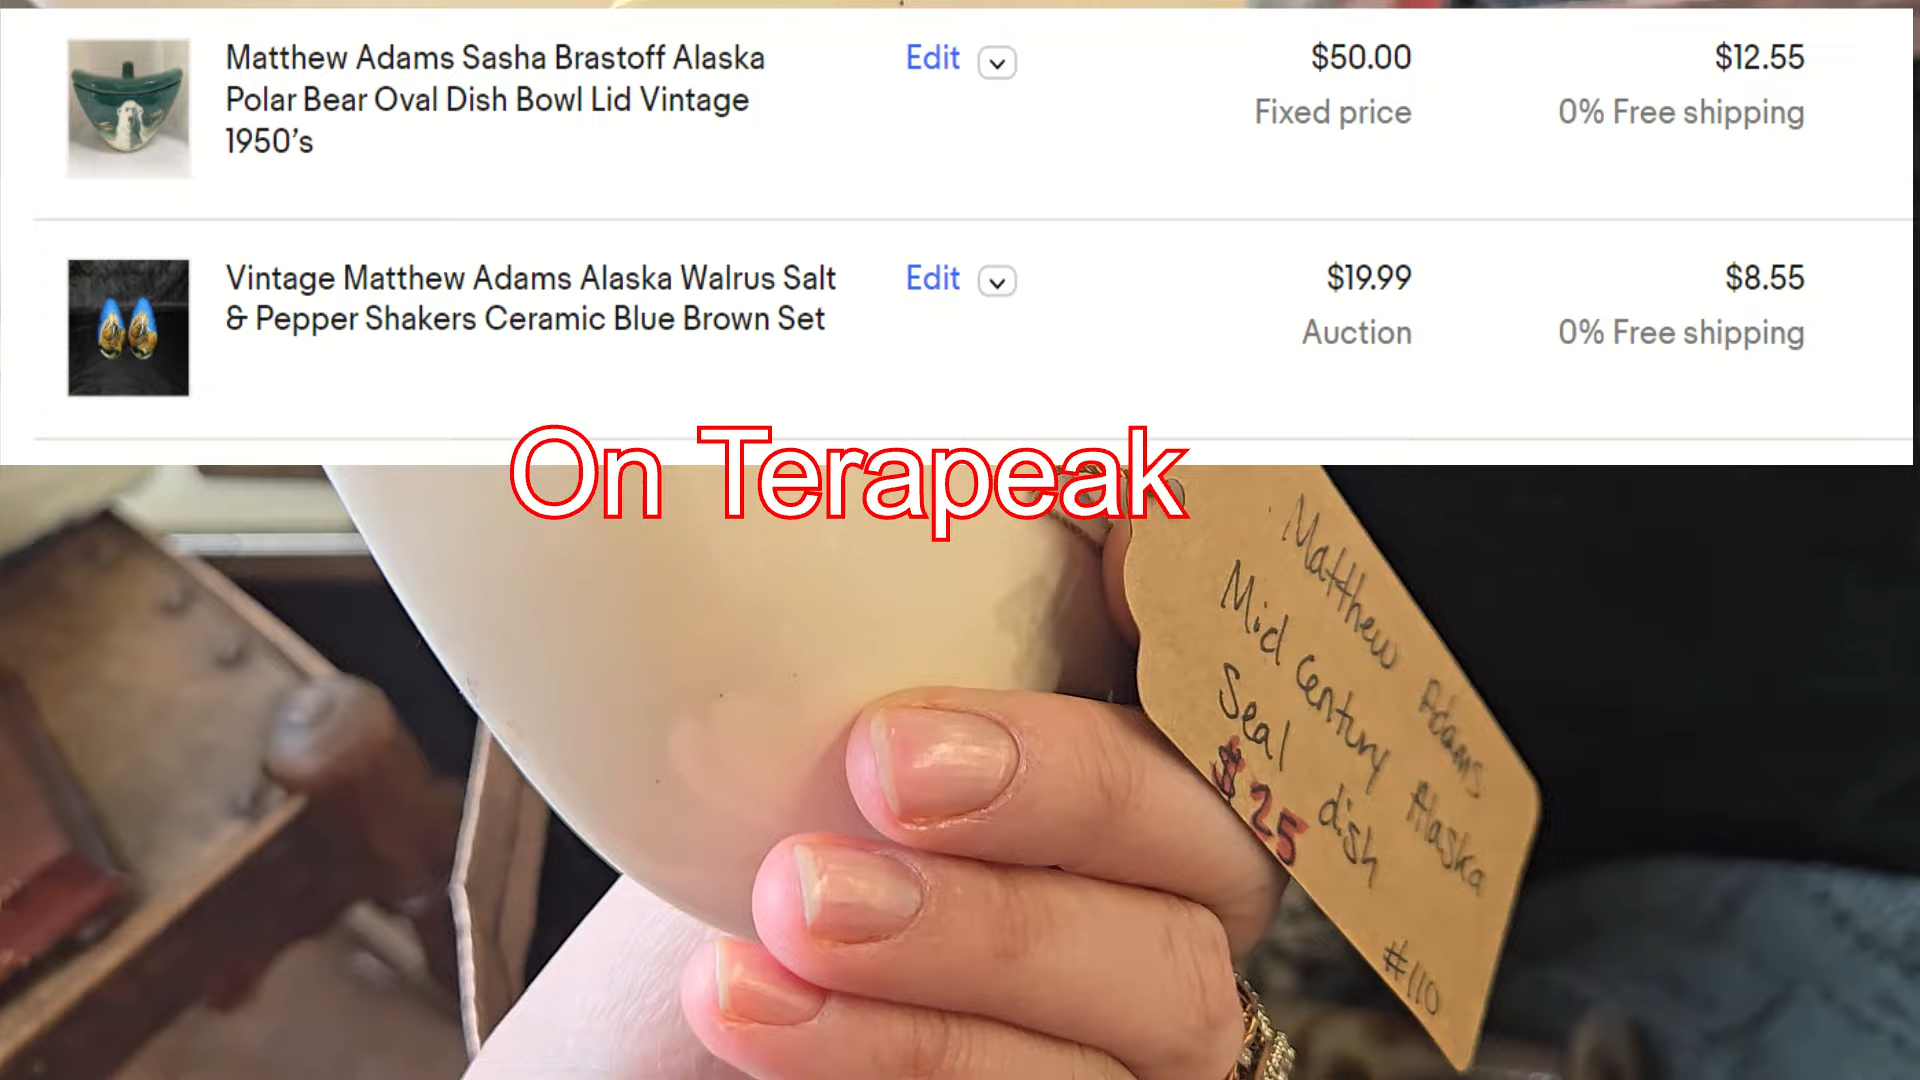 Matthew Adams Sasha Brastoff Alaska
Polar Bear Oval Dish Bowl Lid Vintage
1950's
Edit
$50.00
Fixed price
$12.55
0% Free shipping
Vintage Matthew Adams Alaska Walrus Salt
& Pepper Shakers Ceramic Blue Brown Set
Edit
$19.99
Auction
$8.55
0% Free shipping
On Terapeak
Matthew Adams
Mid Century Alaska
Seal dish
$25
#110